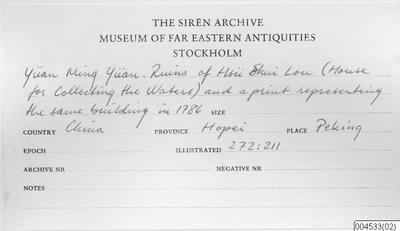 THE SIRÉN ARCHIVE
MUSEUM OF FAR EASTERN ANTIQUITIES
STOCKHOLM
Yüan Ming Yüan. Ruins of Hsü Shui Lou (House
for Collecting the Waters) and a print representing
the same building in 1786 SIZE
COUNTRY China PROVINCE Hopei PLACE Peking
EPOCH ILLUSTRATED 272:211
ARCHIVE NR NEGATIVE NR
NOTES
004533(02)